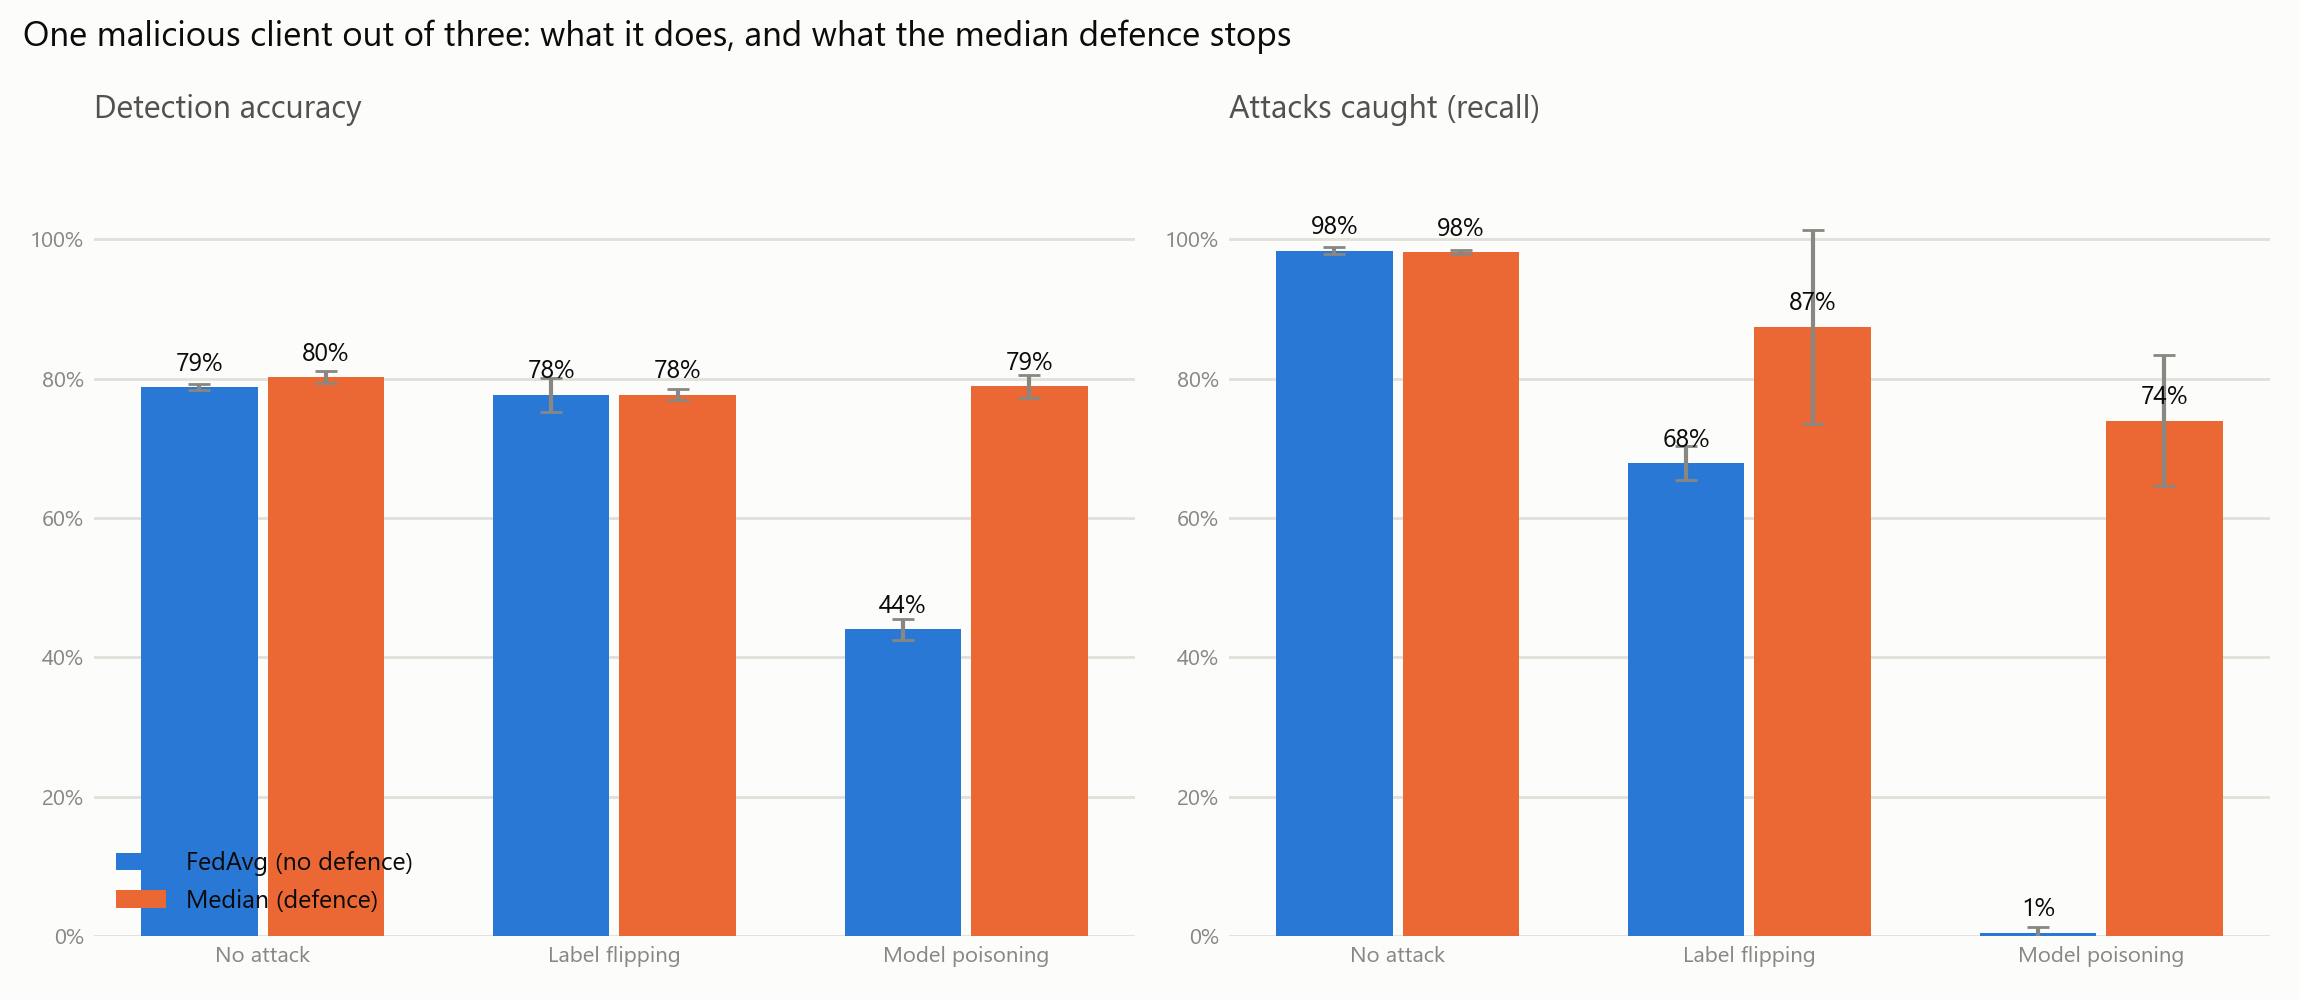 One malicious client out of three: what it does, and what the median defence stops
Detection accuracy
100%
80%
60%
40%
20%
0%
79%
80%
78%
78%
44%
79%
FedAvg (no defence)
Median (defence)
No attack
Label flipping
Model poisoning
Attacks caught (recall)
100%
80%
60%
40%
20%
0%
98%
98%
68%
87%
1%
74%
No attack
Label flipping
Model poisoning